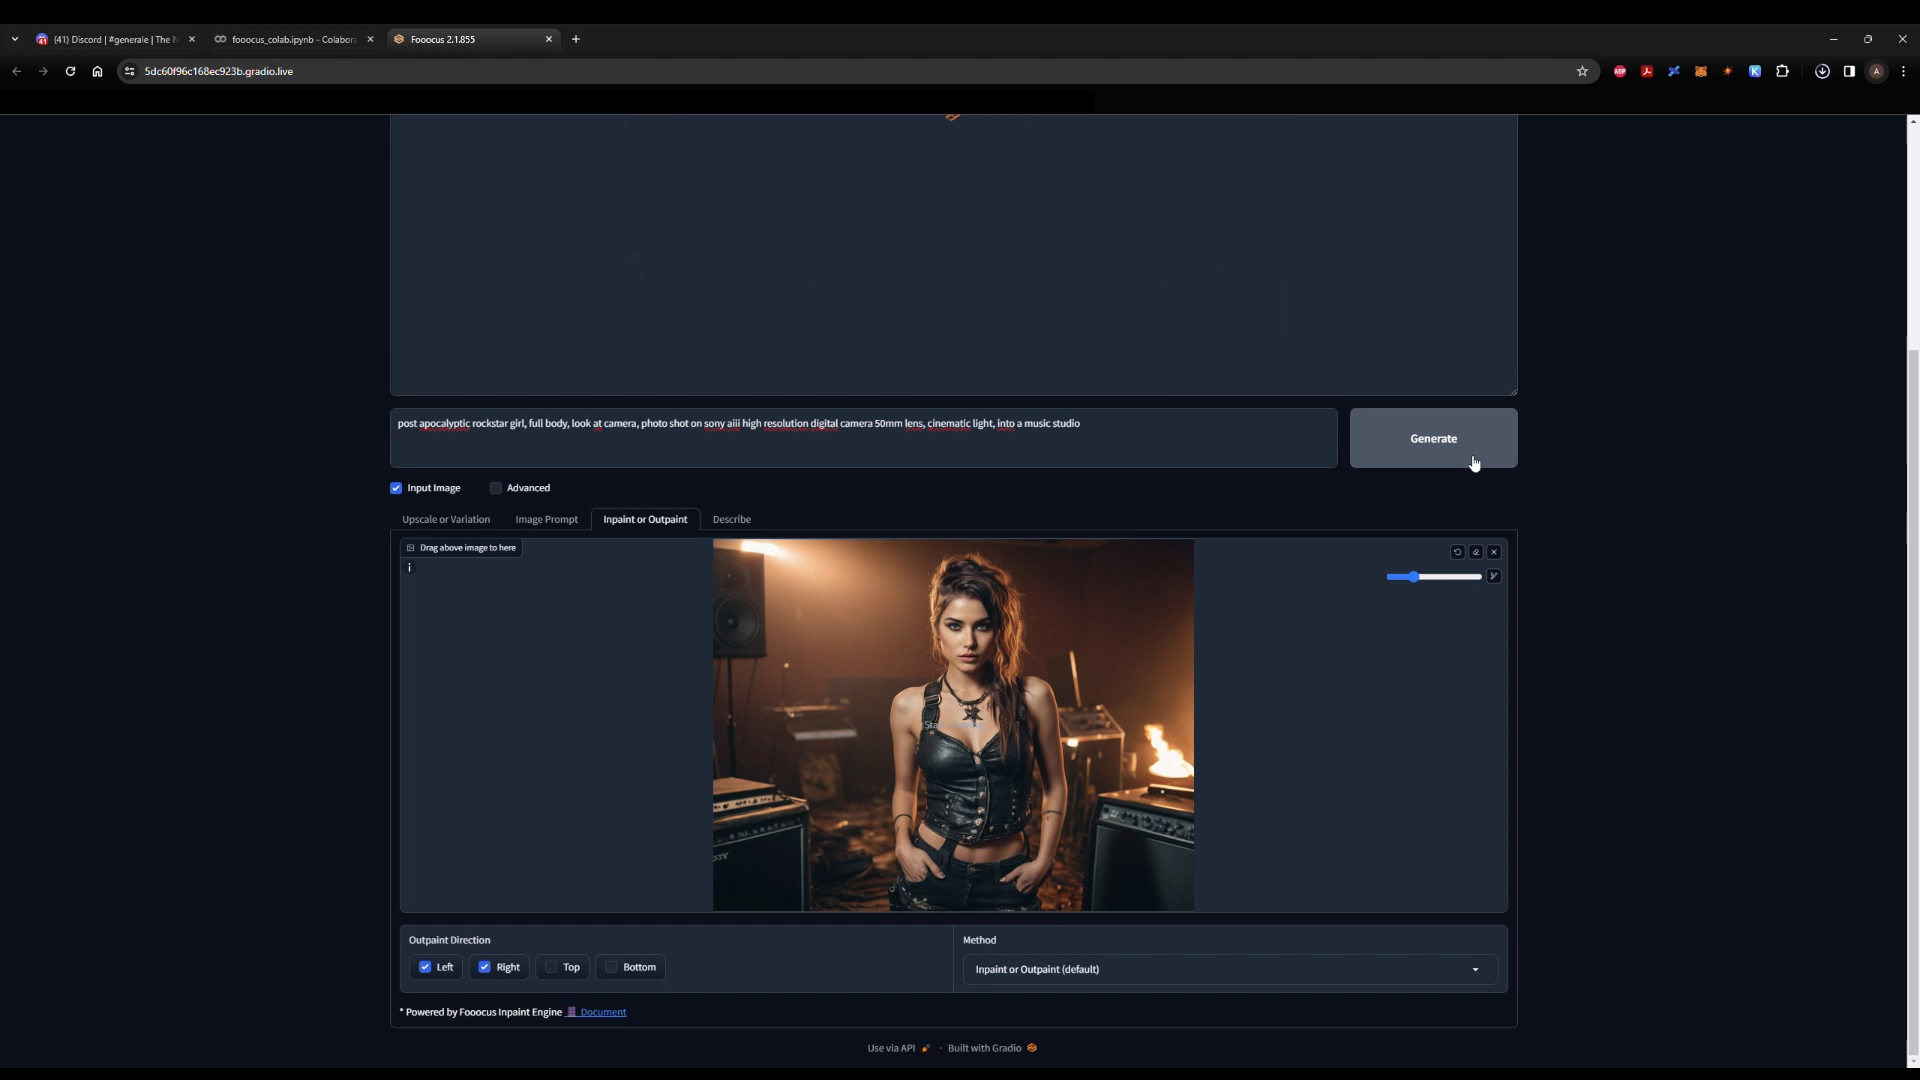 (41) Discord | #generale | The N
fooocus_colab.ipynb - Colabora
Fooocus 2.1.855
5dc60f96c168ec923b.gradio.live
ABP
K
A
post apocalyptic rockstar girl, full body, look at camera, photo shot on sony aiii high resolution digital camera 50mm lens, cinematic light, into a music studio
Generate
Input Image
Advanced
Upscale or Variation
Image Prompt
Inpaint or Outpaint
Describe
Drag above image to here
i
Outpaint Direction
Left
Right
Top
Bottom
Method
Inpaint or Outpaint (default)
* Powered by Fooocus Inpaint Engine
Document
Use via API
·
Built with Gradio